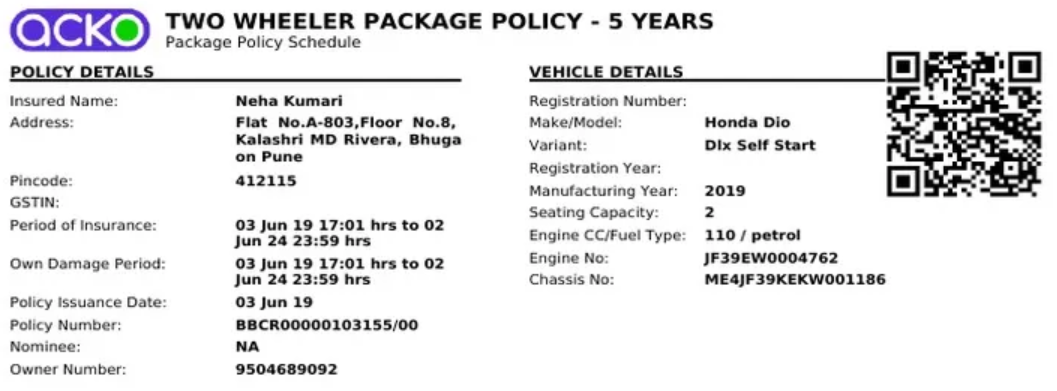 ACKO
TWO WHEELER PACKAGE POLICY - 5 YEARS
Package Policy Schedule
POLICY DETAILS
Insured Name: Neha Kumari
Address: Flat No.A-803,Floor No.8,
Kalashri MD Rivera, Bhuga
on Pune
Pincode: 412115
GSTIN:
Period of Insurance: 03 Jun 19 17:01 hrs to 02
Jun 24 23:59 hrs
Own Damage Period: 03 Jun 19 17:01 hrs to 02
Jun 24 23:59 hrs
Policy Issuance Date: 03 Jun 19
Policy Number: BBCR00000103155/00
Nominee: NA
Owner Number: 9504689092
VEHICLE DETAILS
Registration Number:
Make/Model: Honda Dio
Variant: Dlx Self Start
Registration Year:
Manufacturing Year: 2019
Seating Capacity: 2
Engine CC/Fuel Type: 110 / petrol
Engine No: JF39EW0004762
Chassis No: ME4JF39KEKW001186